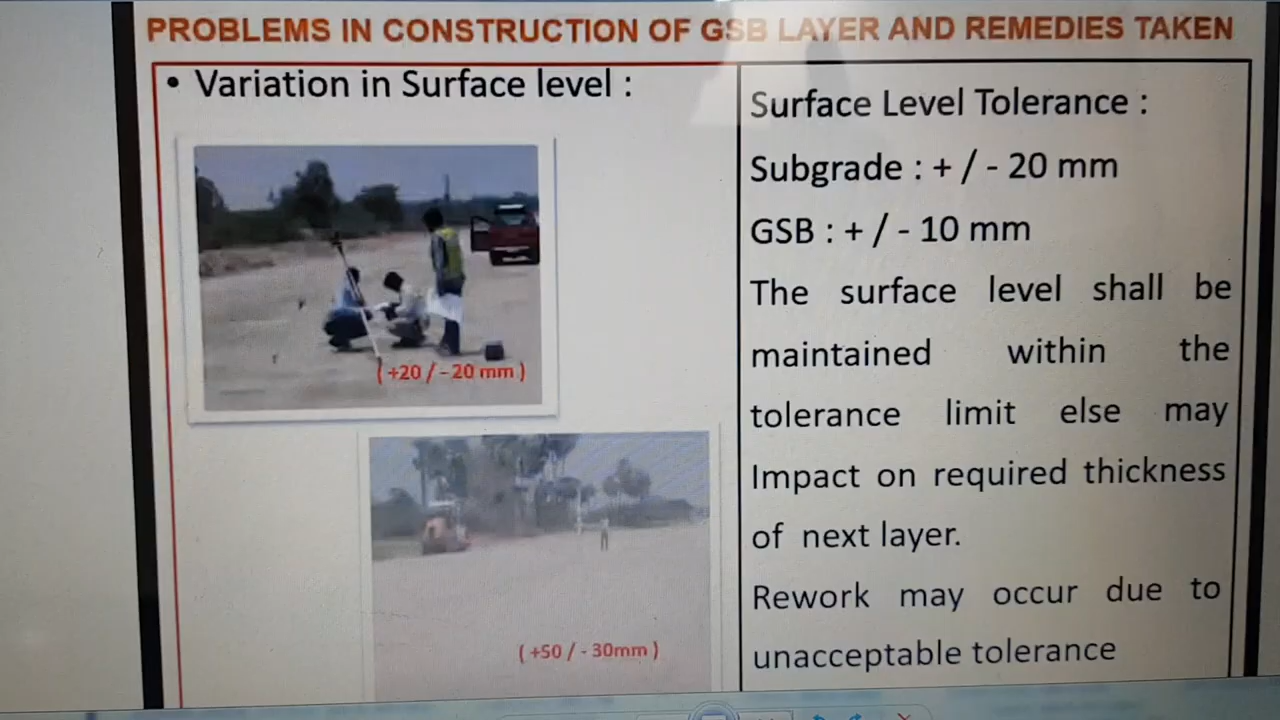 PROBLEMS IN CONSTRUCTION OF GSB LAYER AND REMEDIES TAKEN
• Variation in Surface level :
( +20 / - 20 mm )
( +50 / - 30mm )
Surface Level Tolerance :
Subgrade : + / - 20 mm
GSB : + / - 10 mm
The surface level shall be
maintained within the
tolerance limit else may
Impact on required thickness
of next layer.
Rework may occur due to
unacceptable tolerance